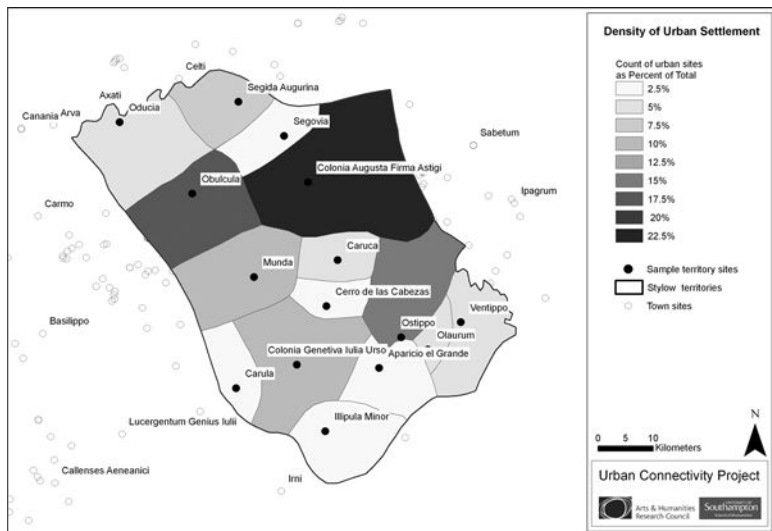 Density of Urban Settlement
Count of urban sites
as Percent of Total
2.5%
5%
7.5%
10%
12.5%
15%
17.5%
20%
22.5%
Sample territory sites
Stylow territories
Town sites
N
0 5 10
Kilometers
Urban Connectivity Project
Arts & Humanities
Research Council
UNIVERSITY OF
Southampton
Celti
Segida Augurina
Axati
Oducia
Canania
Arva
Segovia
Sabetum
Colonia Augusta Firma Astigi
Obulcula
Ipagrum
Carmo
Caruca
Munda
Cerro de las Cabezas
Ventippo
Basilippo
Ostippo
Olaurum
Colonia Genetiva Iulia Urso
Aparicio el Grande
Carula
Lucergentum Genius Iulii
Illipula Minor
Callenses Aeneanici
Irni